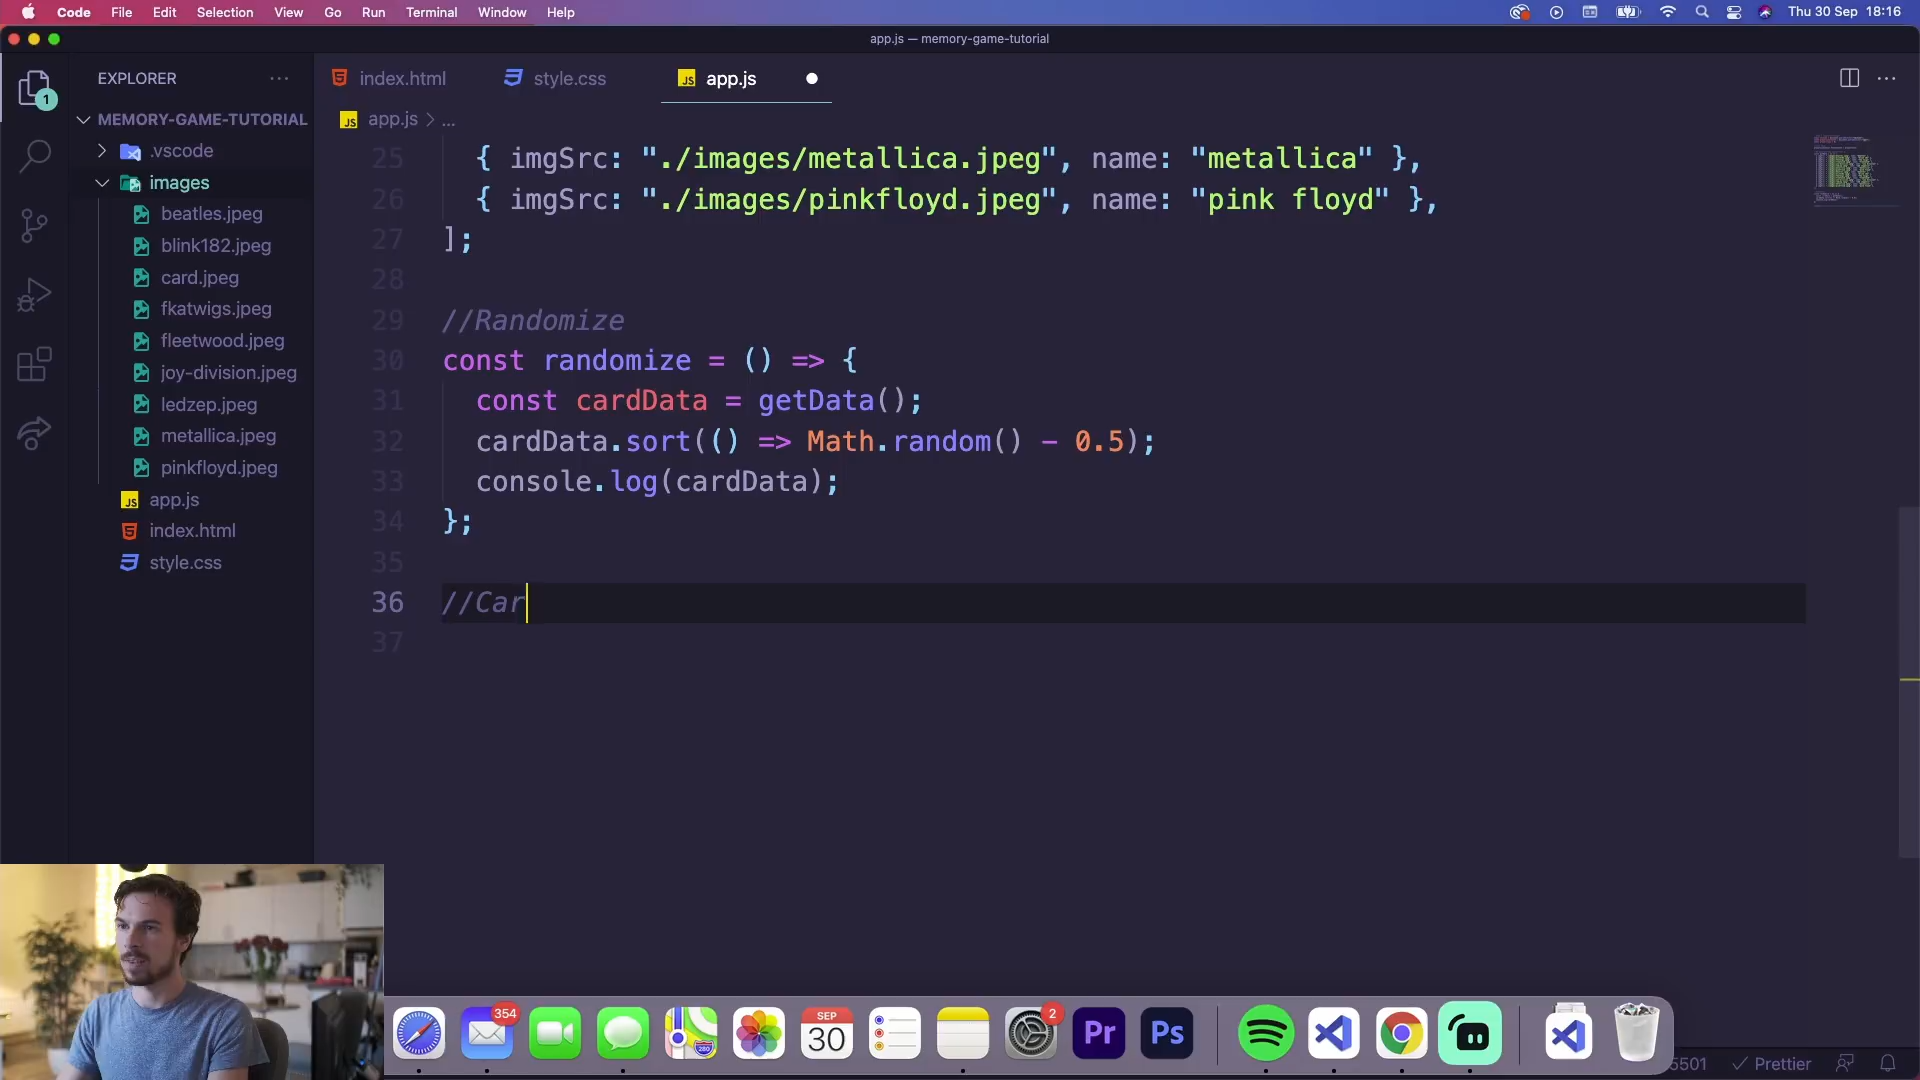 Code File Edit Selection View Go Run Terminal Window Help Thu 30 Sep 18:16
app.js — memory-game-tutorial
EXPLORER
index.html style.css app.js
MEMORY-GAME-TUTORIAL
app.js > ...
.vscode
images
beatles.jpeg
blink182.jpeg
card.jpeg
fkatwigs.jpeg
fleetwood.jpeg
joy-division.jpeg
ledzep.jpeg
metallica.jpeg
pinkfloyd.jpeg
app.js
index.html
style.css
1
25 { imgSrc: "./images/metallica.jpeg", name: "metallica" },
26 { imgSrc: "./images/pinkfloyd.jpeg", name: "pink floyd" },
27 ];
28
29 //Randomize
30 const randomize = () => {
31 const cardData = getData();
32 cardData.sort(() => Math.random() - 0.5);
33 console.log(cardData);
34 };
35
36 //Car
37
354
SEP
30
280
2
Pr
Ps
5501 Prettier